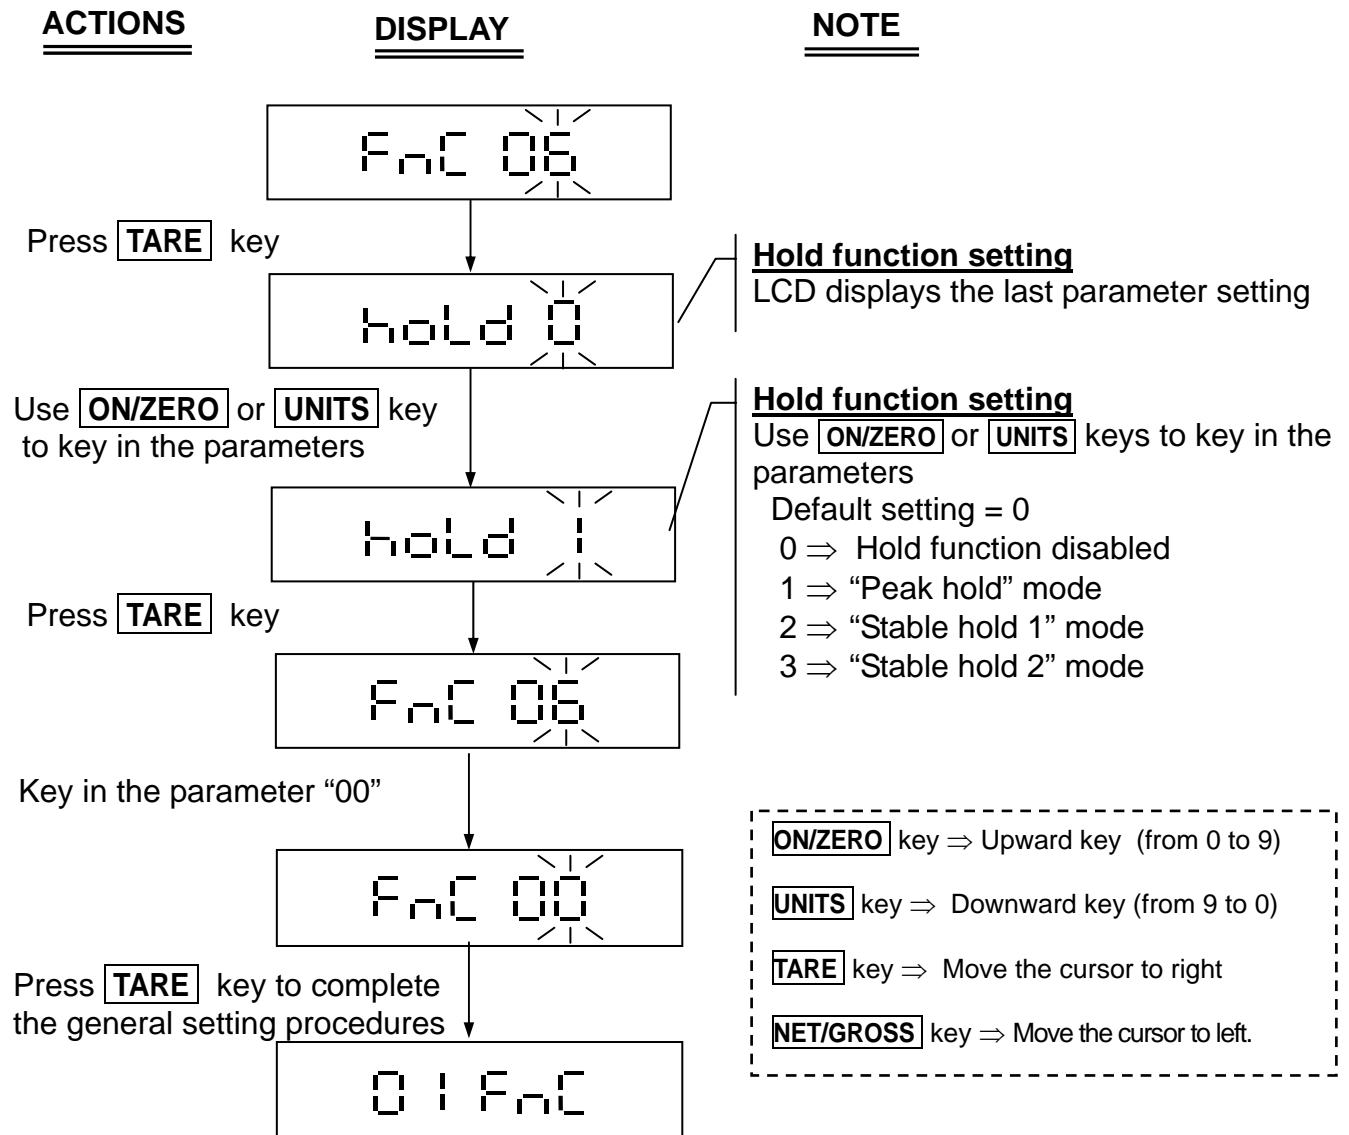 ACTIONS
DISPLAY
NOTE
FnC 06
Press TARE key
hoLd 0
Hold function setting
LCD displays the last parameter setting
Use ON/ZERO or UNITS key
to key in the parameters
hoLd 1
Hold function setting
Use ON/ZERO or UNITS keys to key in the
parameters
Default setting = 0
0 ⇒ Hold function disabled
1 ⇒ “Peak hold” mode
2 ⇒ “Stable hold 1” mode
3 ⇒ “Stable hold 2” mode
Press TARE key
FnC 06
Key in the parameter “00”
FnC 00
Press TARE key to complete
the general setting procedures
01 FnC
ON/ZERO key ⇒ Upward key (from 0 to 9)
UNITS key ⇒ Downward key (from 9 to 0)
TARE key ⇒ Move the cursor to right
NET/GROSS key ⇒ Move the cursor to left.